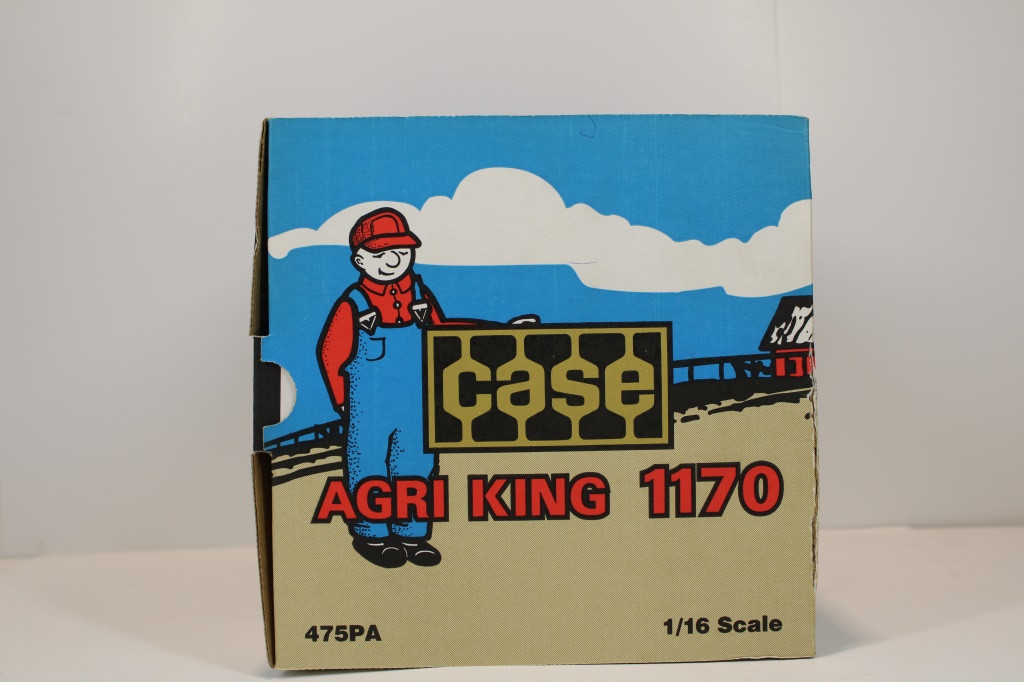 case
AGRI KING 1170
475PA
1/16 Scale